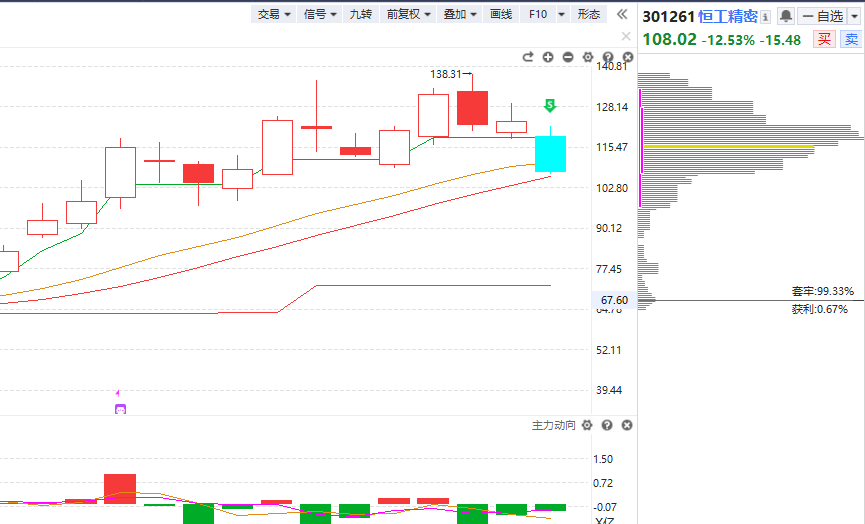 交易 信号 九转 前复权 叠加 画线 F10 形态
301261 恒工精密 自选
108.02 -12.53% -15.48 买 卖
140.81
138.31
128.14
S
115.47
102.80
90.12
77.45
套牢:99.33%
67.60
获利:0.67%
64.78
52.11
39.44
主力动向
1.50
0.72
-0.07
X亿